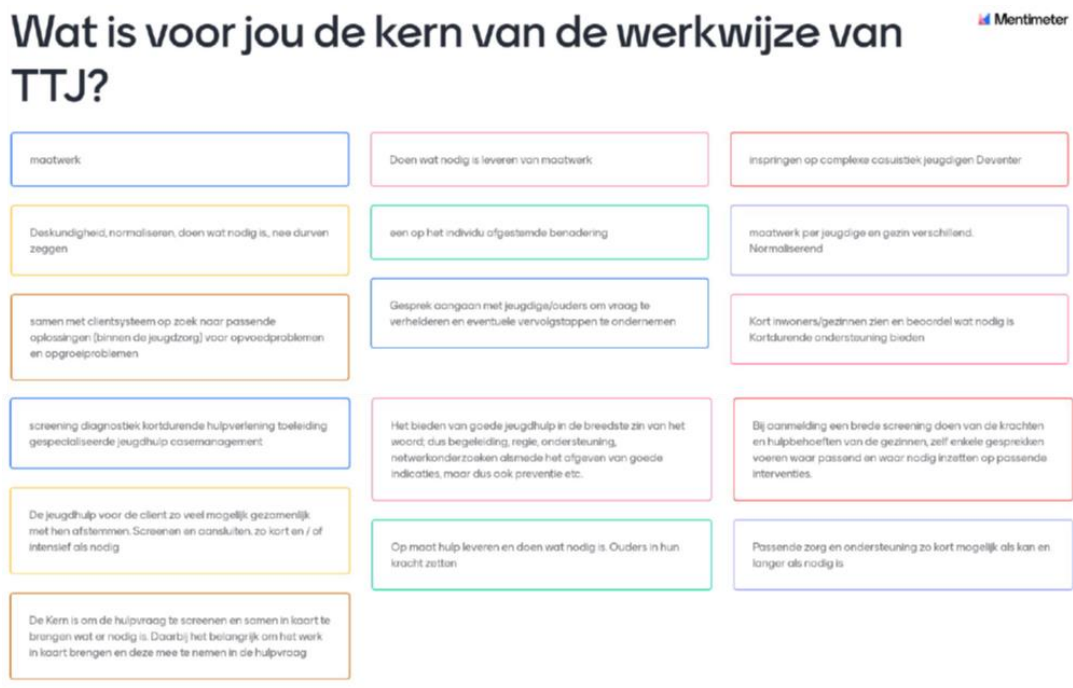 Wat is voor jou de kern van de werkwijze van
TTJ?
Mentimeter
maatwerk
Doen wat nodig is leveren van maatwerk
inspringen op complexe casuistiek jeugdigen Deventer
Deskundigheid, normaliseren, doen wat nodig is, nee durven
zeggen
een op het individu afgestemde benadering
maatwerk per jeugdige en gezin verschillend.
Normaliserend
samen met clientsysteem op zoek naar passende
oplossingen (binnen de jeugdzorg) voor opvoedproblemen
en opgroeiproblemen
Gesprek aangaan met jeugdige/ouders om vraag te
verhelderen en eventuele vervolgstappen te ondernemen
Kort inwoners/gezinnen zien en beoordel wat nodig is
Kortdurende ondersteuning bieden
screening diagnostiek kortdurende hulpverlening toeleiding
gespecialiseerde jeugdhulp casemanagement
Het bieden van goede jeugdhulp in de breedste zin van het
woord; dus begeleiding, regie, ondersteuning,
netwerkonderzoeken alsmede het afgeven van goede
indicaties, maar dus ook preventie etc.
Bij aanmelding een brede screening doen van de krachten
en hulpbehoeften van de gezinnen, zelf enkele gesprekken
voeren waar passend en waar nodig inzetten op passende
interventies.
De jeugdhulp voor de client zo veel mogelijk gezamenlijk
met hen afstemmen. Screenen en aansluiten. zo kort en / of
intensief als nodig
Op maat hulp leveren en doen wat nodig is. Ouders in hun
kracht zetten
Passende zorg en ondersteuning zo kort mogelijk als kan en
langer als nodig is
De Kern is om de hulpvraag te screenen en samen in kaart te
brengen wat er nodig is. Daarbij het belangrijk om het werk
in kaart brengen en deze mee te nemen in de hulpvraag